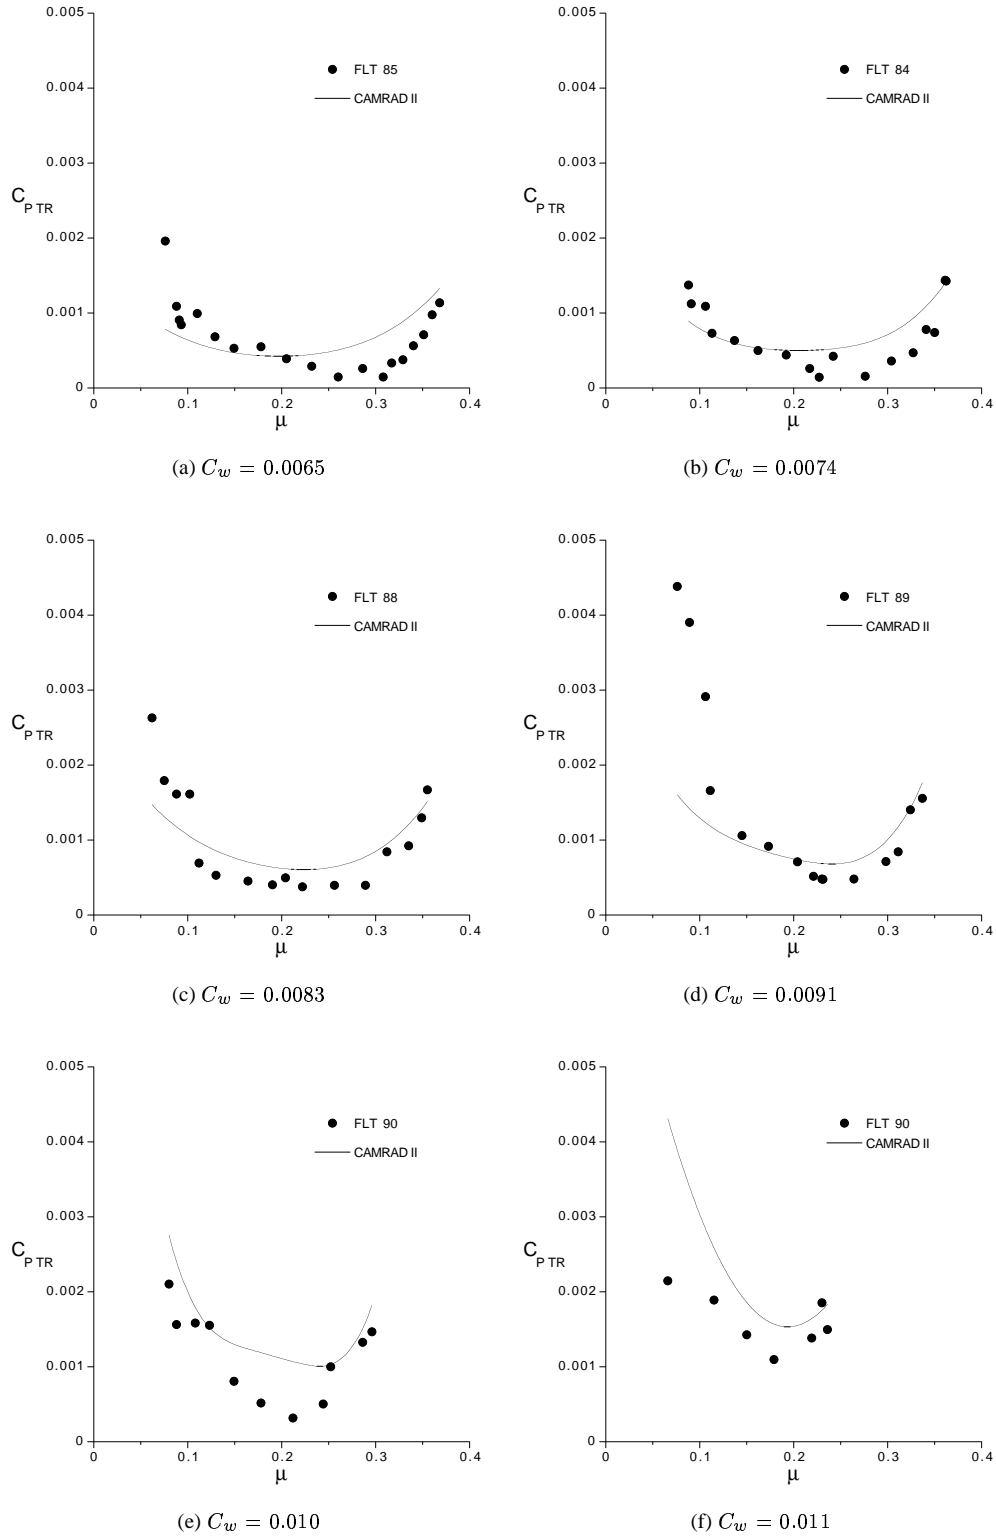 0.005
0.004
0.003
0.002
0.001
0
C P TR
FLT 85
CAMRAD II
0 0.1 0.2 0.3 0.4
μ
(a) C_w = 0.0065
0.005
0.004
0.003
0.002
0.001
0
C P TR
FLT 84
CAMRAD II
0 0.1 0.2 0.3 0.4
μ
(b) C_w = 0.0074
0.005
0.004
0.003
0.002
0.001
0
C P TR
FLT 88
CAMRAD II
0 0.1 0.2 0.3 0.4
μ
(c) C_w = 0.0083
0.005
0.004
0.003
0.002
0.001
0
C P TR
FLT 89
CAMRAD II
0 0.1 0.2 0.3 0.4
μ
(d) C_w = 0.0091
0.005
0.004
0.003
0.002
0.001
0
C P TR
FLT 90
CAMRAD II
0 0.1 0.2 0.3 0.4
μ
(e) C_w = 0.010
0.005
0.004
0.003
0.002
0.001
0
C P TR
FLT 90
CAMRAD II
0 0.1 0.2 0.3 0.4
μ
(f) C_w = 0.011